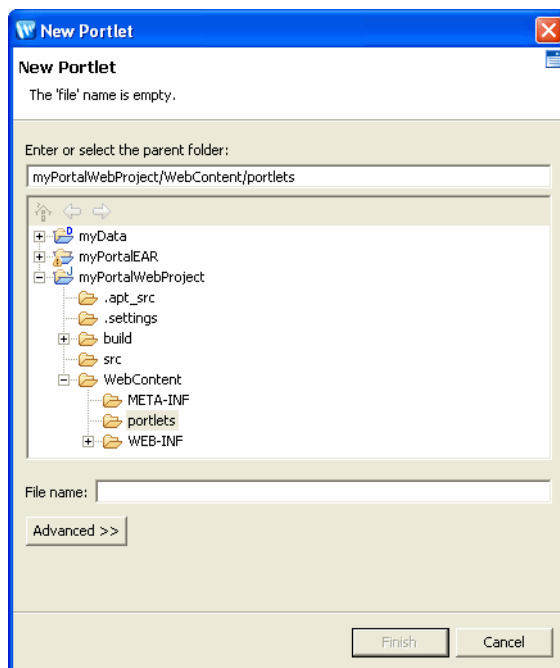 New Portlet
New Portlet
The 'file' name is empty.
Enter or select the parent folder:
myPortalWebProject/WebContent/portlets
myData
myPortalEAR
myPortalWebProject
.apt_src
.settings
build
src
WebContent
META-INF
portlets
WEB-INF
File name:
Advanced >>
Finish Cancel